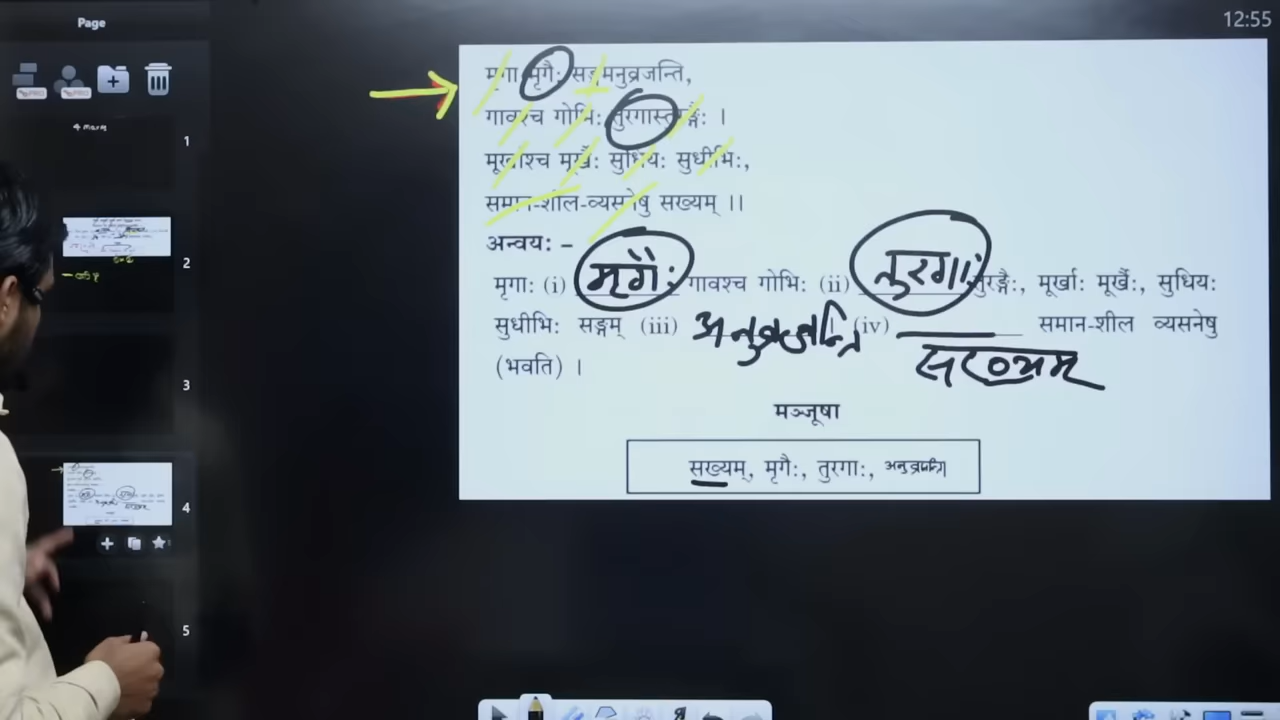 Page
12:55
4 marks
1
2
3
4
5
मृगा मृगैः सङ्गमनुव्रजन्ति,
गावश्च गोभिः तुरगास्तुरङ्गैः ।
मूर्खाश्च मूर्खैः सुधियः सुधीभिः,
समान-शील-व्यसनेषु सख्यम् ।।
अन्वयः -
मृगाः (i) मृगैः गावश्च गोभिः (ii) तुरगाः तुरङ्गैः, मूर्खाः मूर्खैः, सुधियः
सुधीभिः सङ्गम् (iii) अनुव्रजन्ति (iv) सख्यम् समान-शील व्यसनेषु
(भवति) ।
मञ्जूषा
सख्यम्, मृगैः, तुरगाः, अनुव्रजन्ति